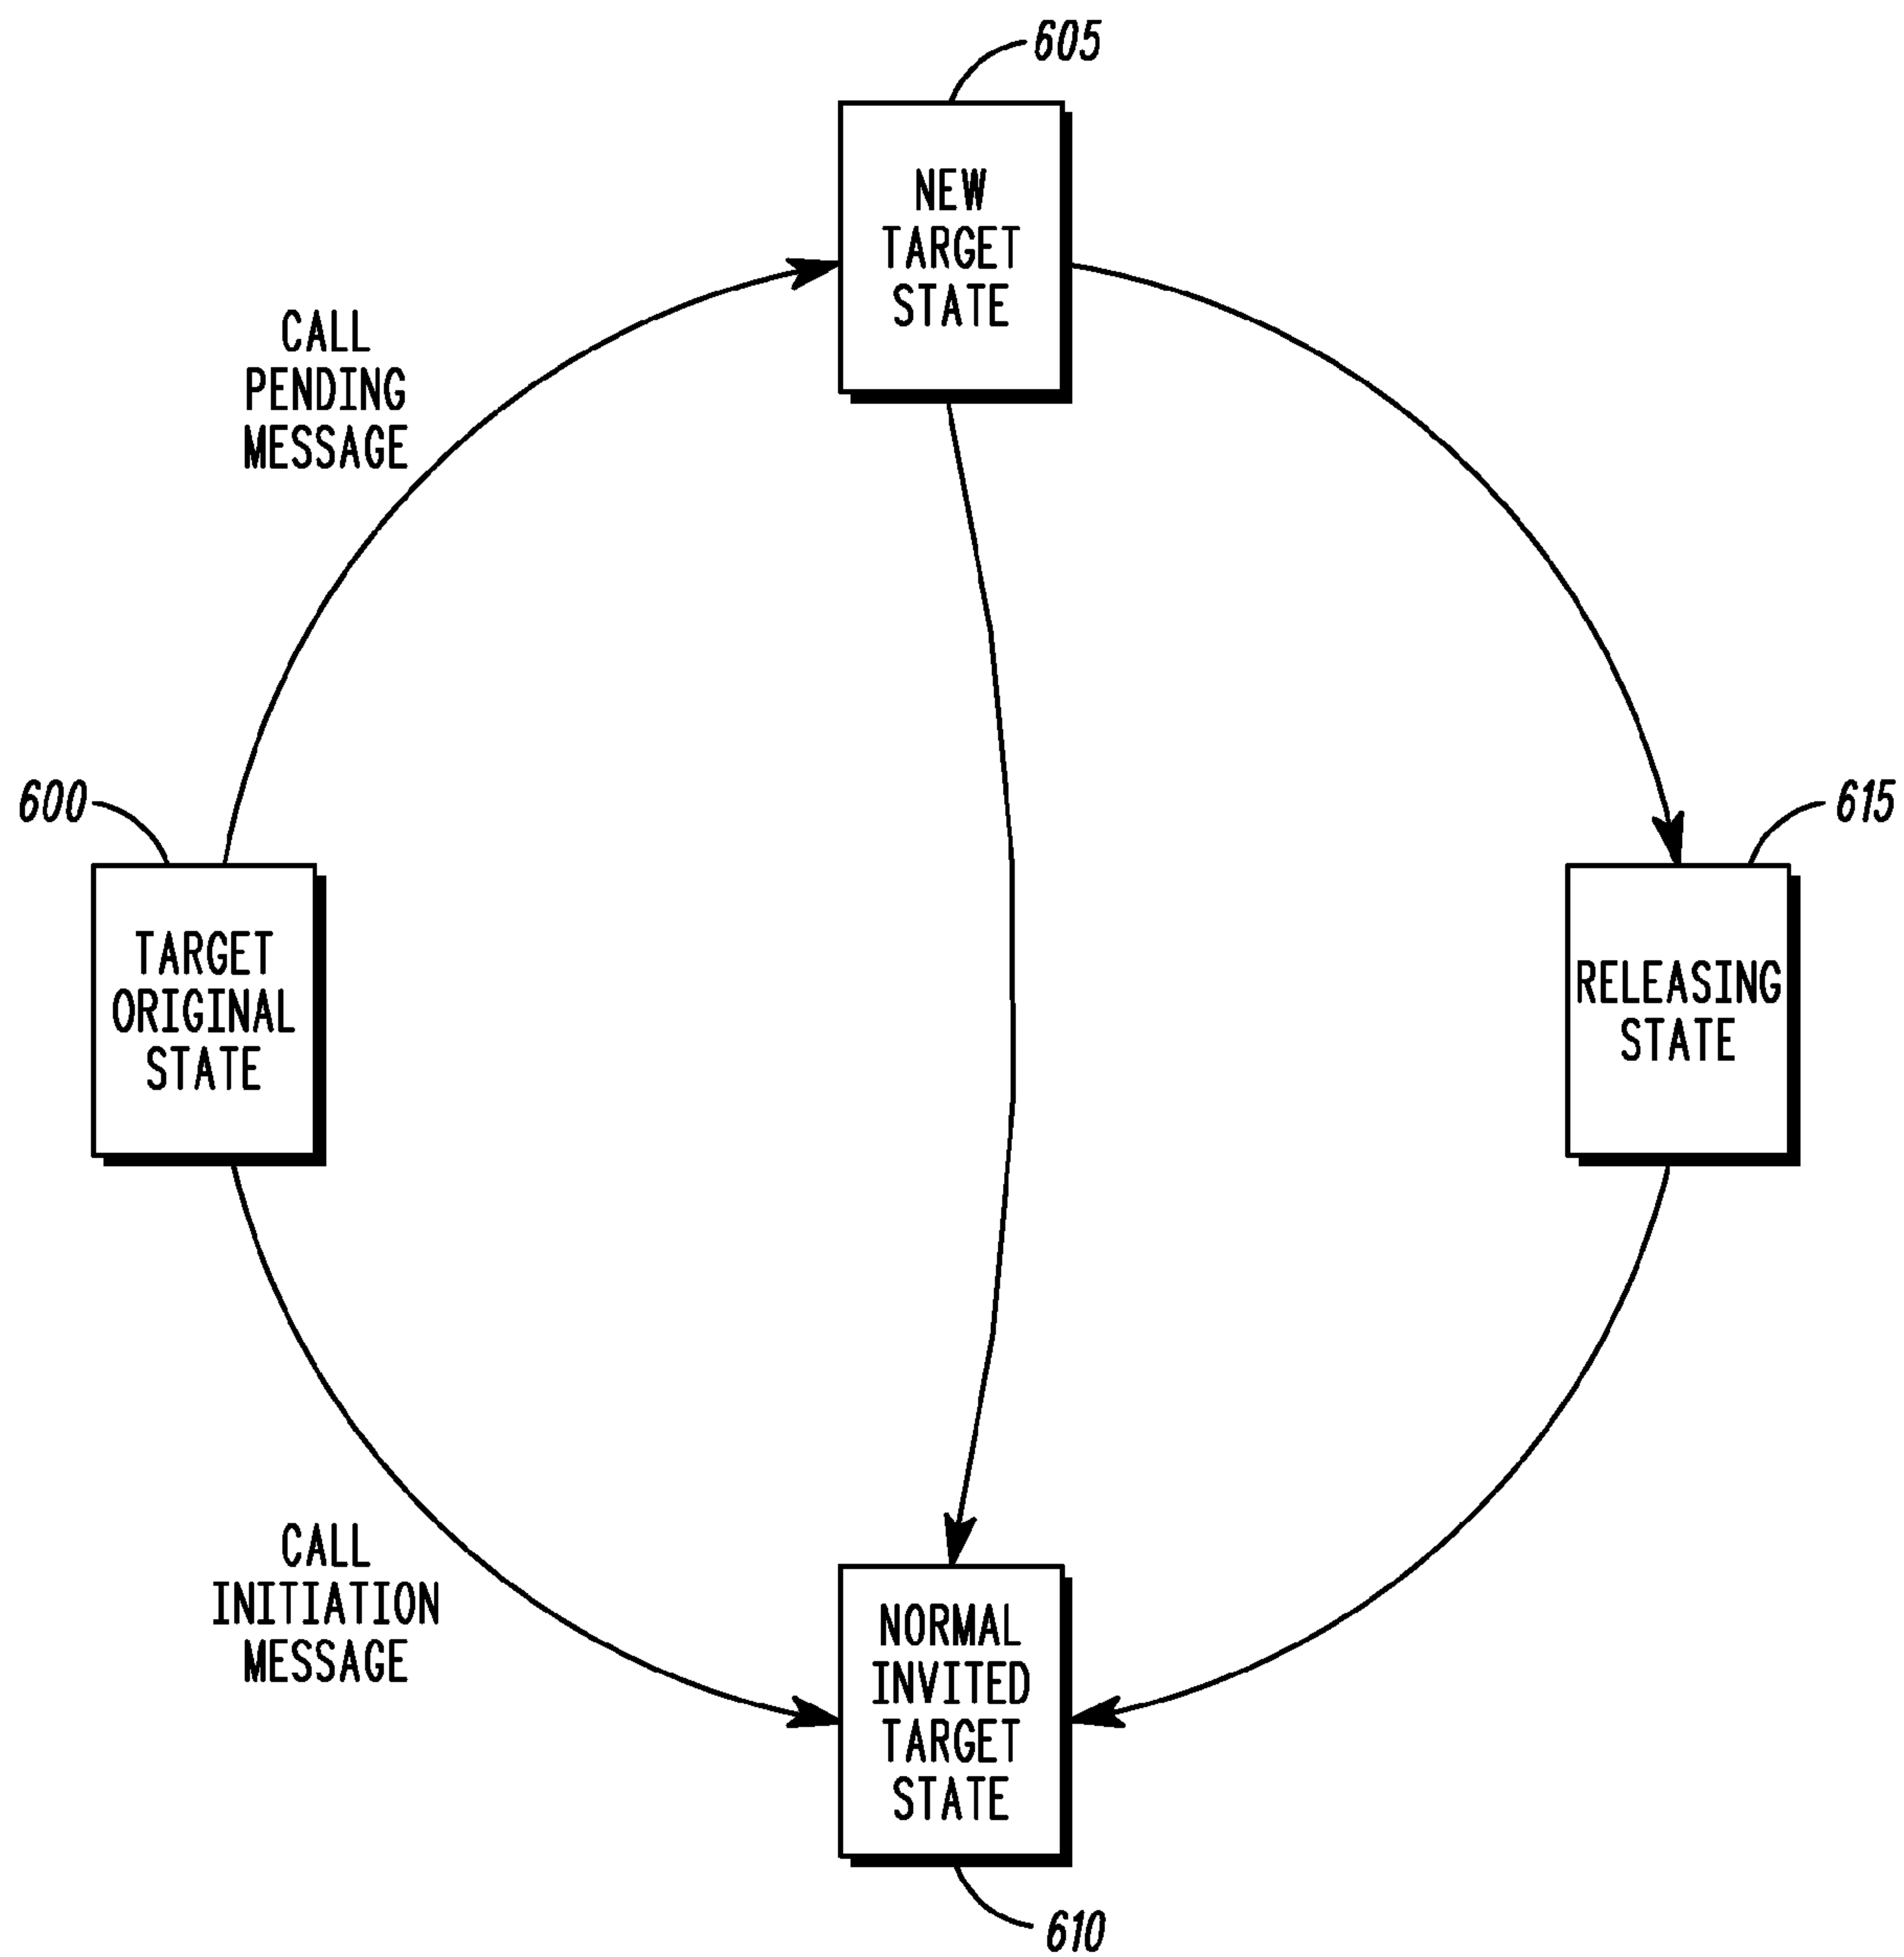 605
NEW
TARGET
STATE
CALL
PENDING
MESSAGE
600
615
TARGET
ORIGINAL
STATE
RELEASING
STATE
CALL
INITIATION
MESSAGE
NORMAL
INVITED
TARGET
STATE
610